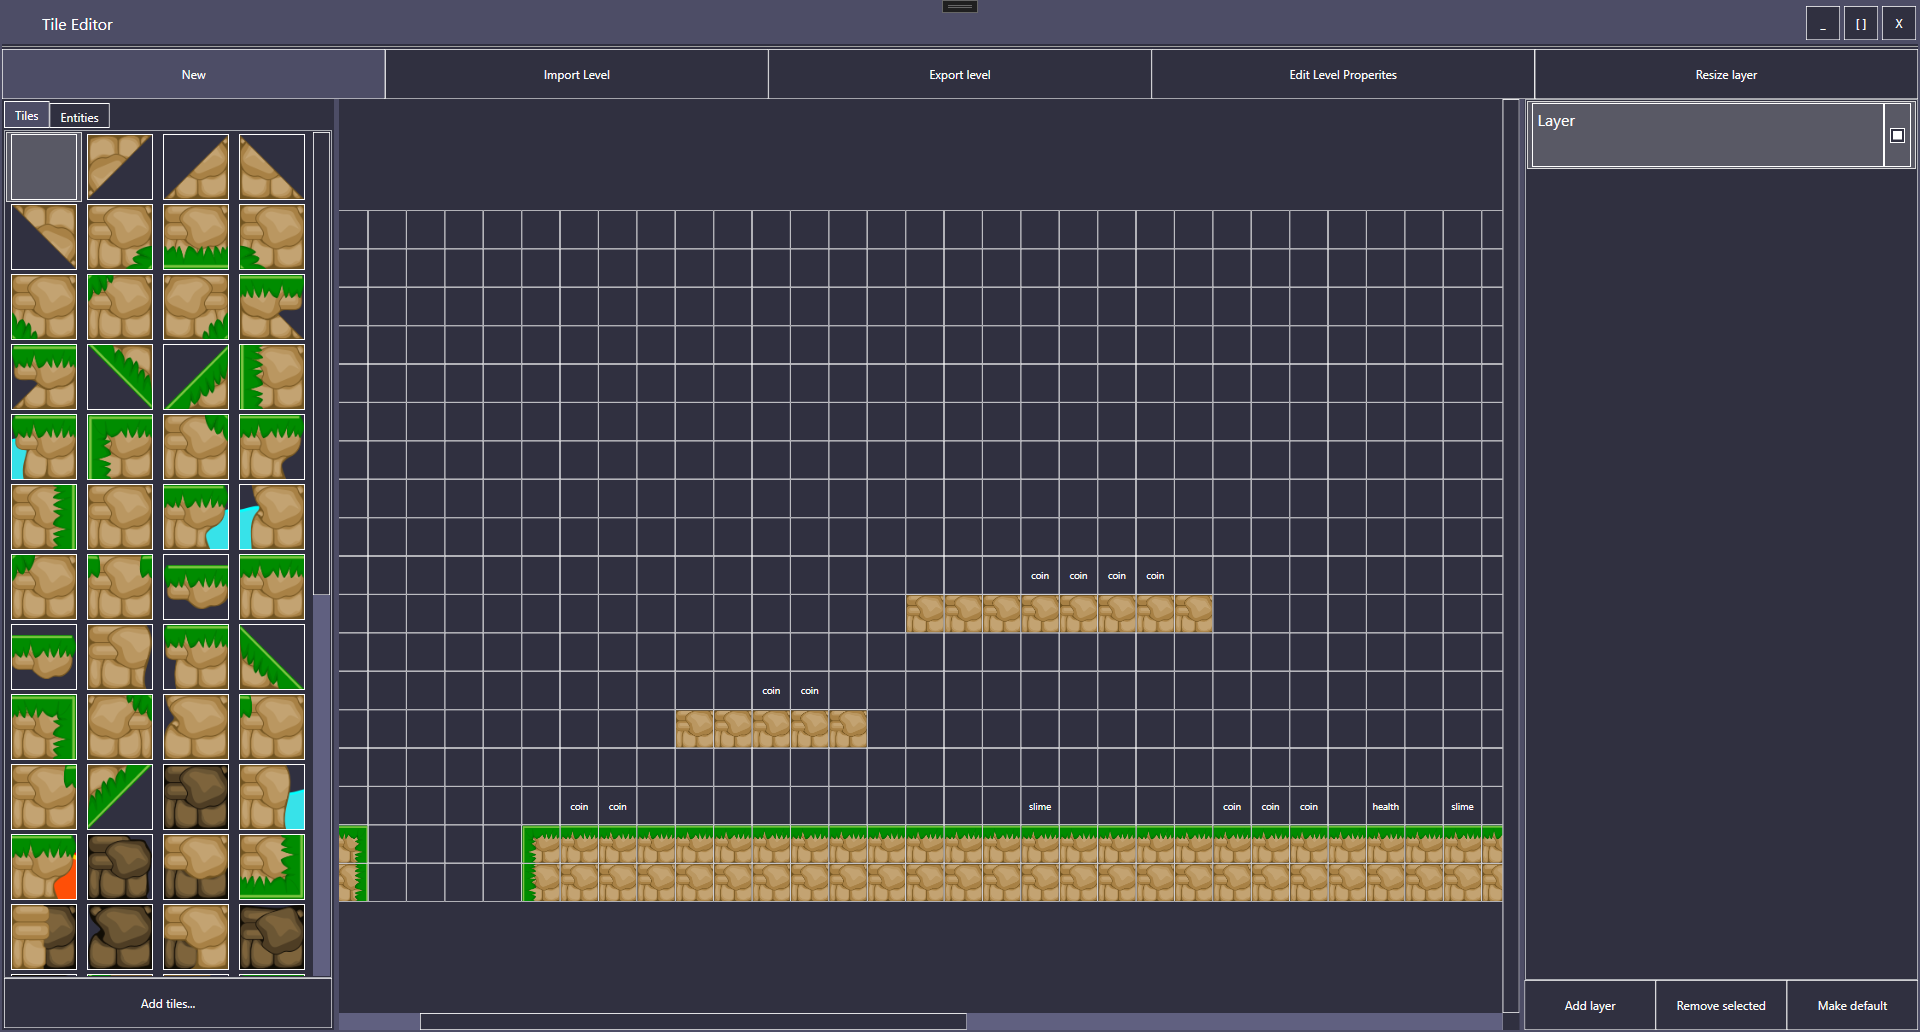 Tile Editor
_ [ ] X
New Import Level Export level Edit Level Properites Resize layer
Tiles Entities
Layer
coin coin coin coin
coin coin
coin coin slime coin coin coin health slime
Add tiles...
Add layer Remove selected Make default